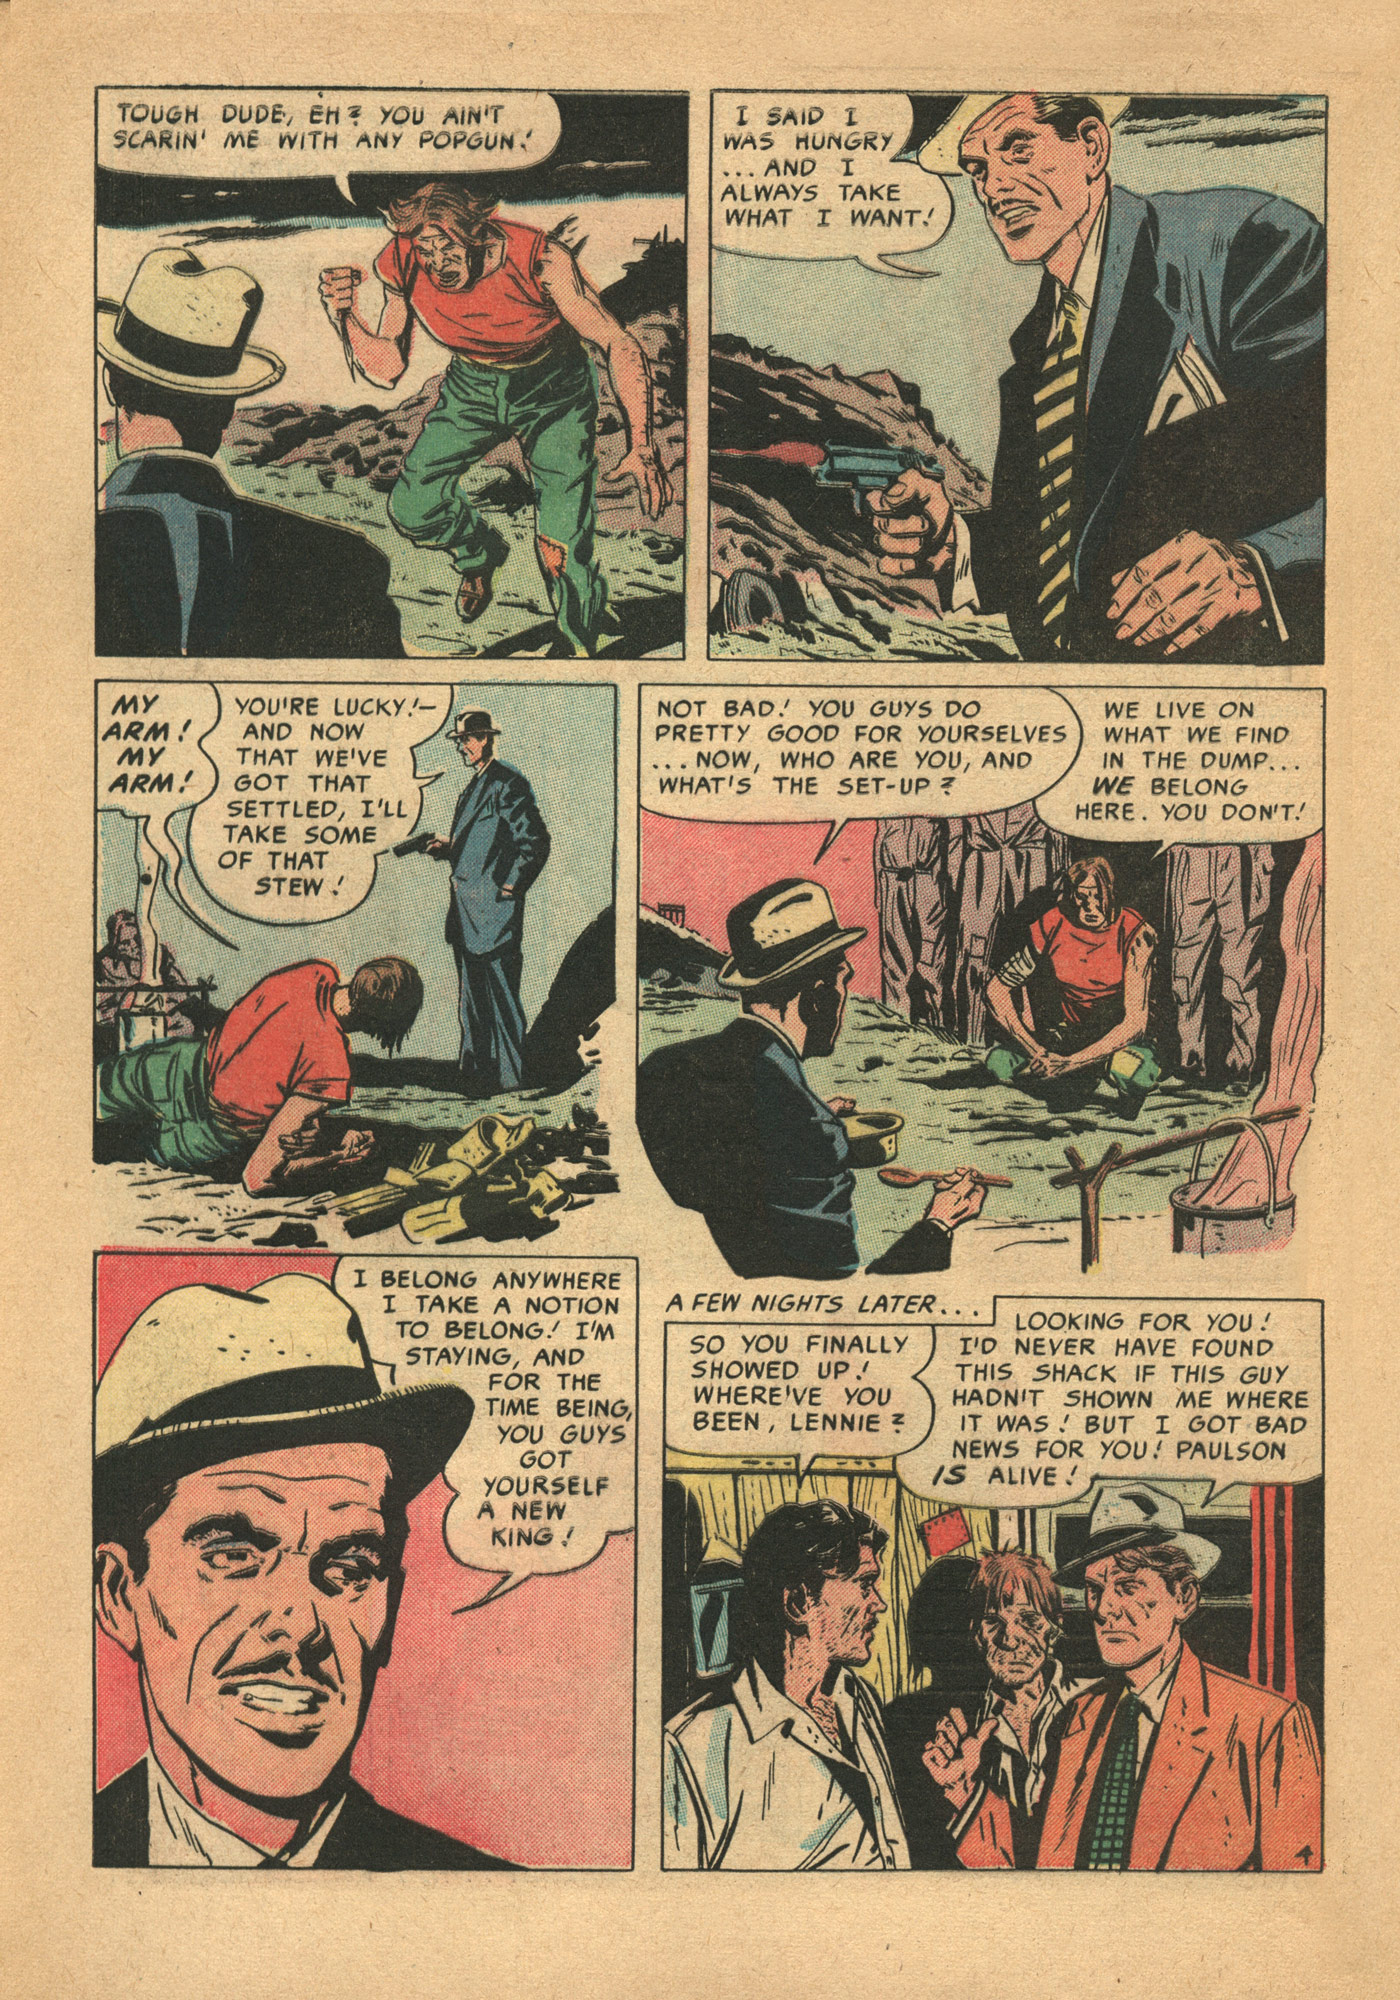 TOUGH DUDE, EH? YOU AIN'T
SCARIN' ME WITH ANY POPGUN!
I SAID I
WAS HUNGRY
...AND I
ALWAYS TAKE
WHAT I WANT!
MY
ARM!
MY
ARM!
YOU'RE LUCKY!—
AND NOW
THAT WE'VE
GOT THAT
SETTLED, I'LL
TAKE SOME
OF THAT
STEW!
NOT BAD! YOU GUYS DO
PRETTY GOOD FOR YOURSELVES
...NOW, WHO ARE YOU, AND
WHAT'S THE SET-UP?
WE LIVE ON
WHAT WE FIND
IN THE DUMP...
WE BELONG
HERE. YOU DON'T!
I BELONG ANYWHERE
I TAKE A NOTION
TO BELONG! I'M
STAYING, AND
FOR THE
TIME BEING,
YOU GUYS
GOT
YOURSELF
A NEW
KING!
A FEW NIGHTS LATER...
SO YOU FINALLY
SHOWED UP!
WHERE'VE YOU
BEEN, LENNIE?
LOOKING FOR YOU!
I'D NEVER HAVE FOUND
THIS SHACK IF THIS GUY
HADN'T SHOWN ME WHERE
IT WAS! BUT I GOT BAD
NEWS FOR YOU! PAULSON
IS ALIVE!
4